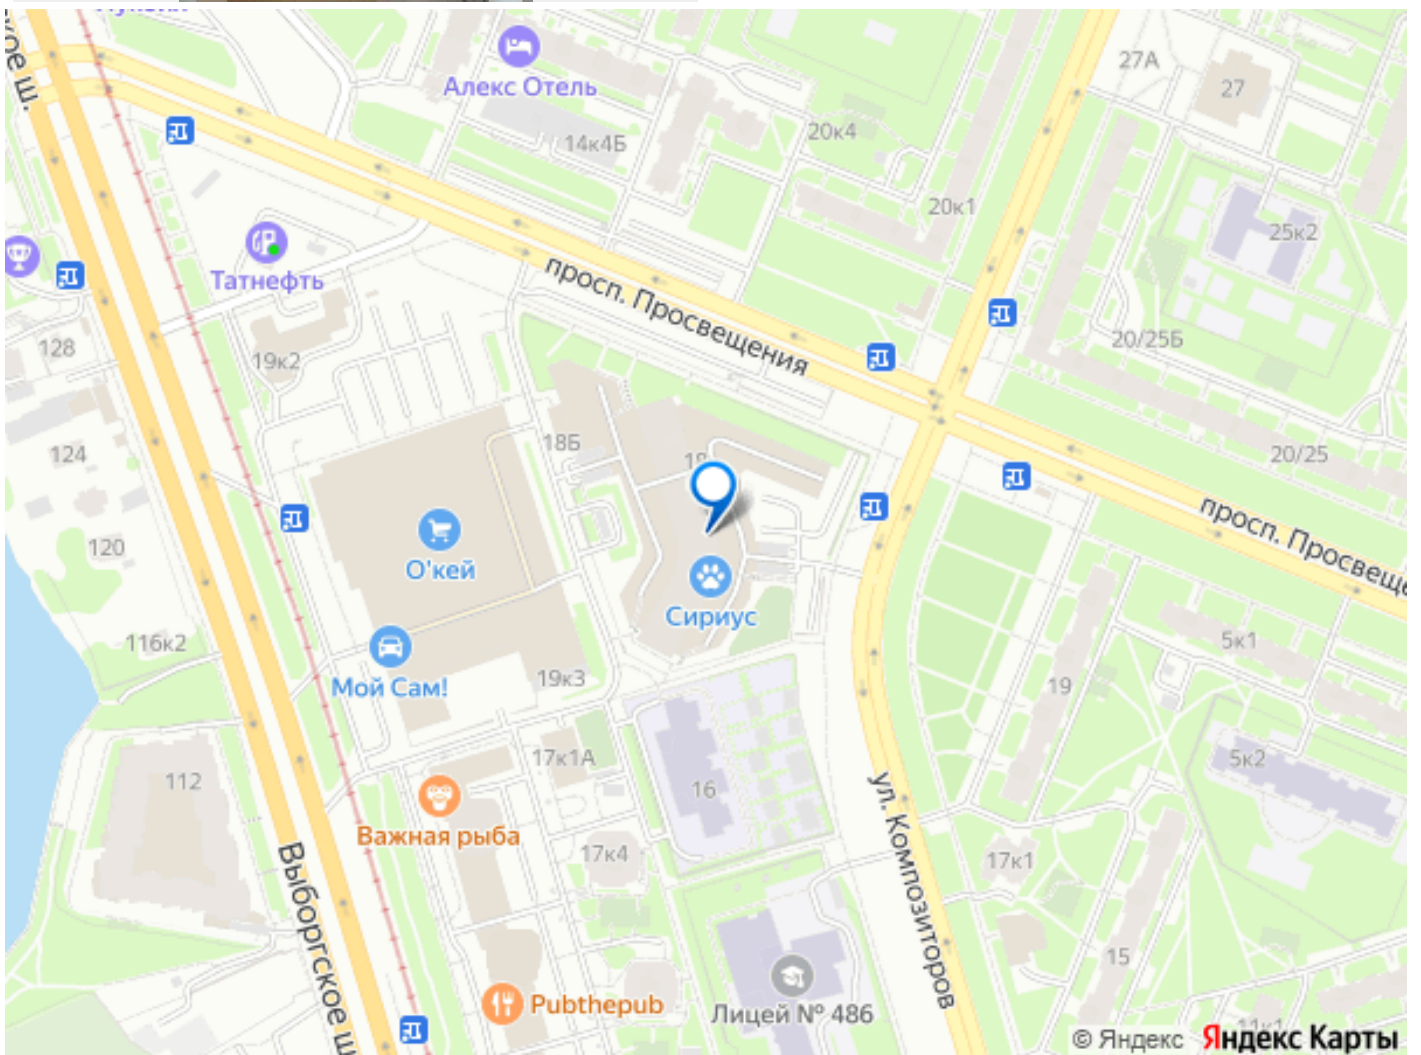 Алекс Отель
27А
27
14к4Б
20к4
20к1
25к2
Татнефть
просп. Просвещения
128
19к2
20/25Б
18Б
124
20/25
просп. Просвеще
О'кей
120
Сириус
116к2
5к1
Мой Сам!
19к3
19
17к1А
5к2
112
16
Важная рыба
17к4
17к1
ул. Композиторов
Выборгское ш
15
Pubthepub
Лицей № 486
11к1
© Яндекс Яндекс Карты